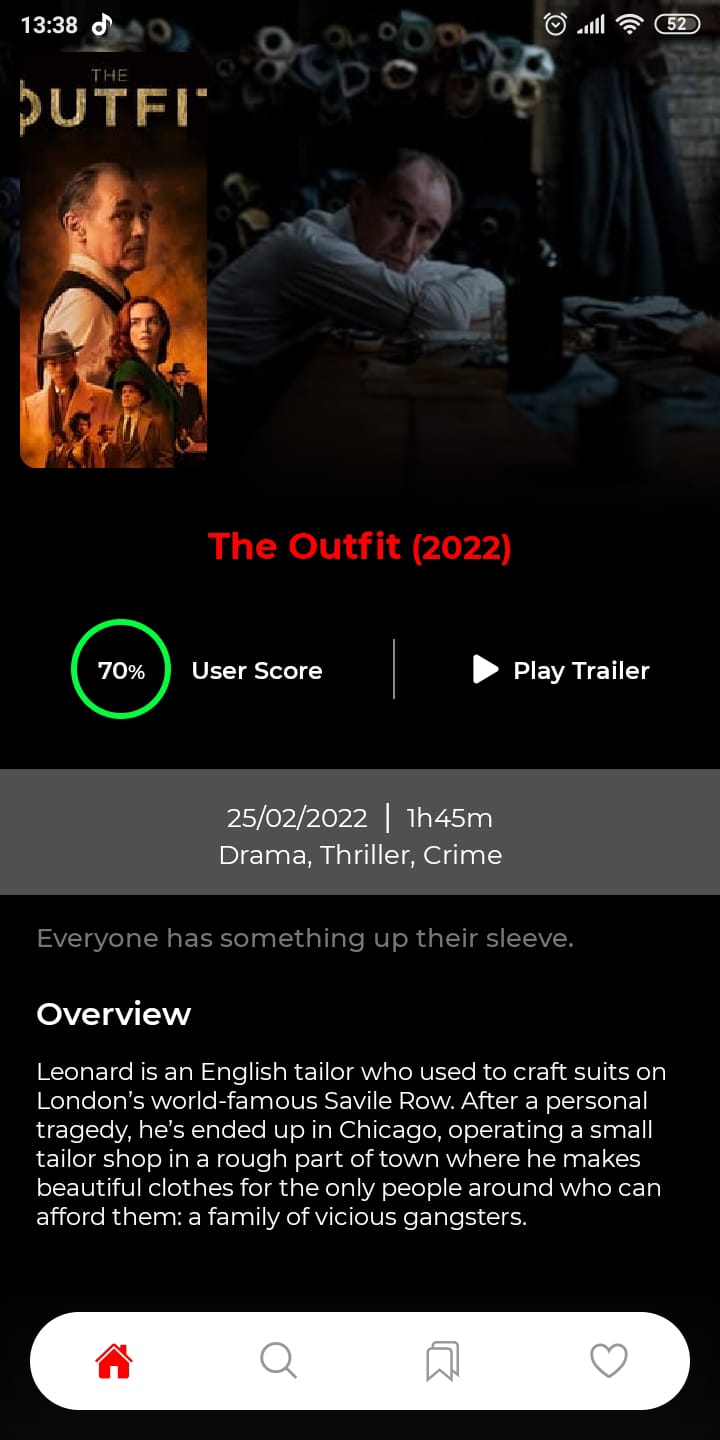 13:38
52
THE
OUTFIT
The Outfit (2022)
70%
User Score
Play Trailer
25/02/2022 | 1h45m
Drama, Thriller, Crime
Everyone has something up their sleeve.
Overview
Leonard is an English tailor who used to craft suits on
London’s world-famous Savile Row. After a personal
tragedy, he’s ended up in Chicago, operating a small
tailor shop in a rough part of town where he makes
beautiful clothes for the only people around who can
afford them: a family of vicious gangsters.